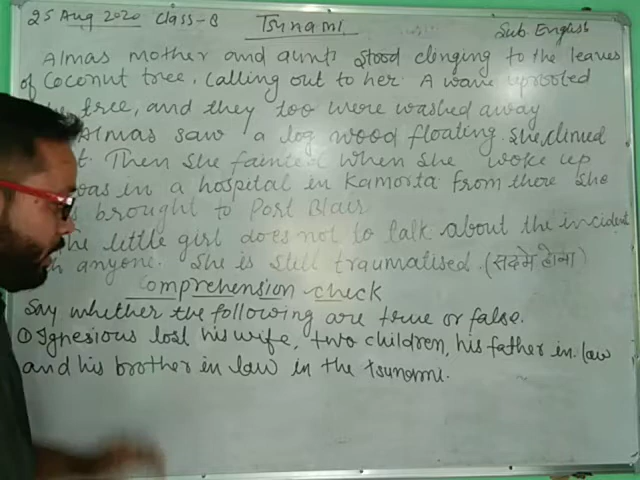 25 Aug 2020 Class-8 Tsunami Sub. English
Almas mother and aunts stood clinging to the leaves
of Coconut tree, calling out to her. A wave uprooted
tree, and they too were washed away
Almas saw a log wood floating. She climed
t. Then she fainted when she woke up
was in a hospital in Kamorta from there she
s brought to Port Blair
he little girl does not to talk about the incident
anyone. She is still traumatised. (सदमे होना)
Comprehension check
Say whether the following are true or false.
① Ignesious lost his wife, two children, his father in law
and his brother in law in the tsunami.